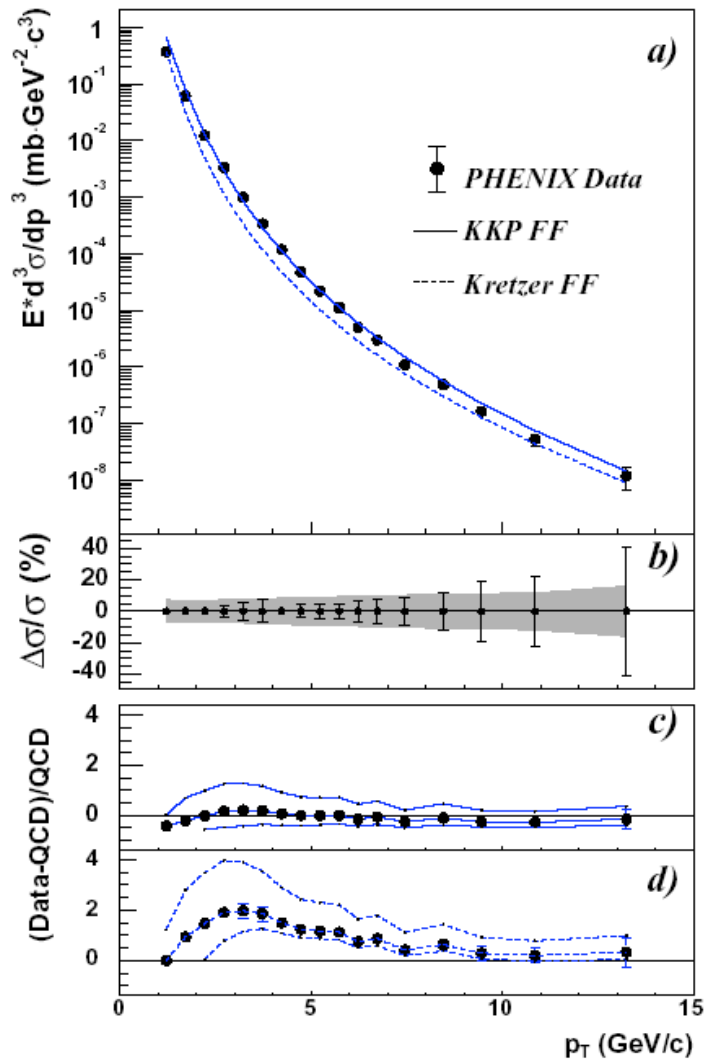 E*d³σ/dp³ (mb·GeV⁻²·c³)
1
10⁻¹
10⁻²
10⁻³
10⁻⁴
10⁻⁵
10⁻⁶
10⁻⁷
10⁻⁸
a)
PHENIX Data
KKP FF
Kretzer FF
Δσ/σ (%)
40
20
0
-20
-40
b)
(Data-QCD)/QCD
4
2
0
c)
4
2
0
d)
0
5
10
15
p_T (GeV/c)